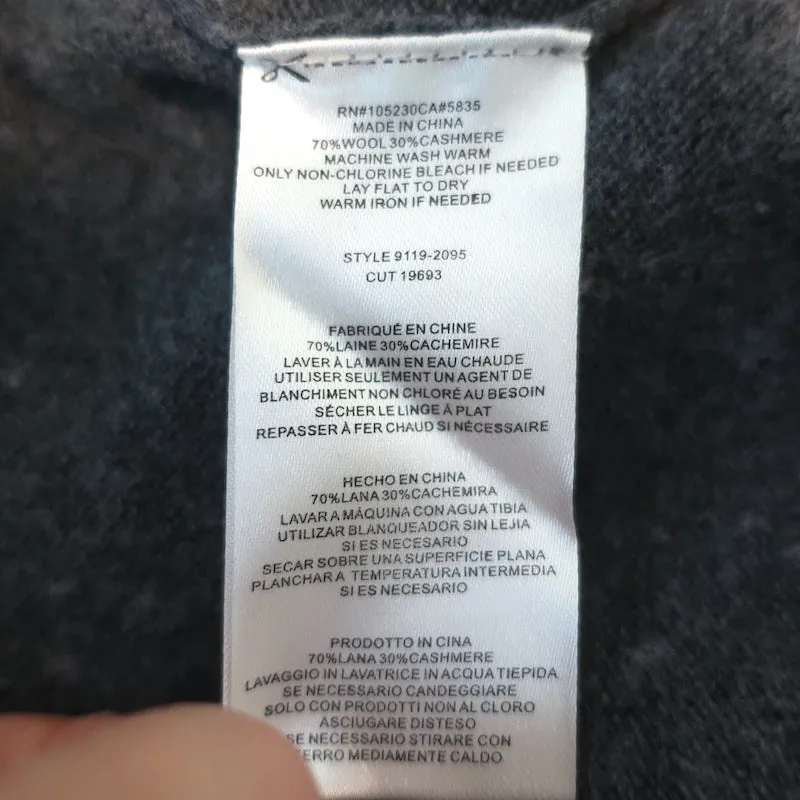 RN#105230CA#5835
MADE IN CHINA
70%WOOL 30%CASHMERE
MACHINE WASH WARM
ONLY NON-CHLORINE BLEACH IF NEEDED
LAY FLAT TO DRY
WARM IRON IF NEEDED
STYLE 9119-2095
CUT 19693
FABRIQUÉ EN CHINE
70%LAINE 30%CACHEMIRE
LAVER À LA MAIN EN EAU CHAUDE
UTILISER SEULEMENT UN AGENT DE
BLANCHIMENT NON CHLORÉ AU BESOIN
SÉCHER LE LINGE À PLAT
REPASSER À FER CHAUD SI NÉCESSAIRE
HECHO EN CHINA
70%LANA 30%CACHEMIRA
LAVAR A MÁQUINA CON AGUA TIBIA
UTILIZAR BLANQUEADOR SIN LEJIA
SI ES NECESARIO
SECAR SOBRE UNA SUPERFICIE PLANA
PLANCHAR A TEMPERATURA INTERMEDIA
SI ES NECESARIO
PRODOTTO IN CINA
70%LANA 30%CASHMERE
LAVAGGIO IN LAVATRICE IN ACQUA TIEPIDA
SE NECESSARIO CANDEGGIARE
SOLO CON PRODOTTI NON AL CLORO
ASCIUGARE DISTESO
SE NECESSARIO STIRARE CON
FERRO MEDIAMENTE CALDO